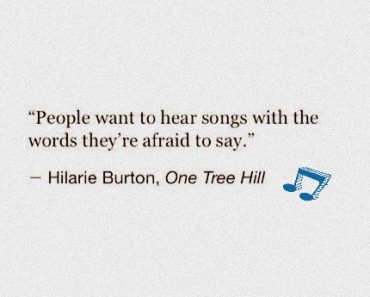 “People want to hear songs with the
words they’re afraid to say.”
— Hilarie Burton, One Tree Hill